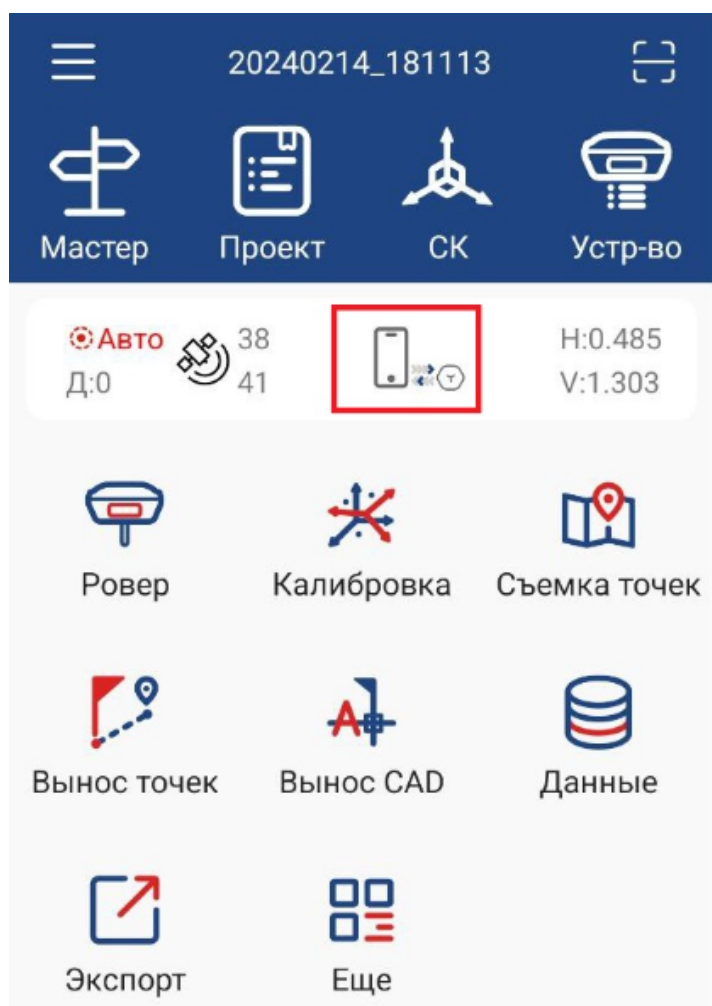 20240214_181113
Мастер Проект СК Устр-во
Авто 38 H:0.485
Д:0 41 V:1.303
Ровер Калибровка Съемка точек
Вынос точек Вынос CAD Данные
Экспорт Еще